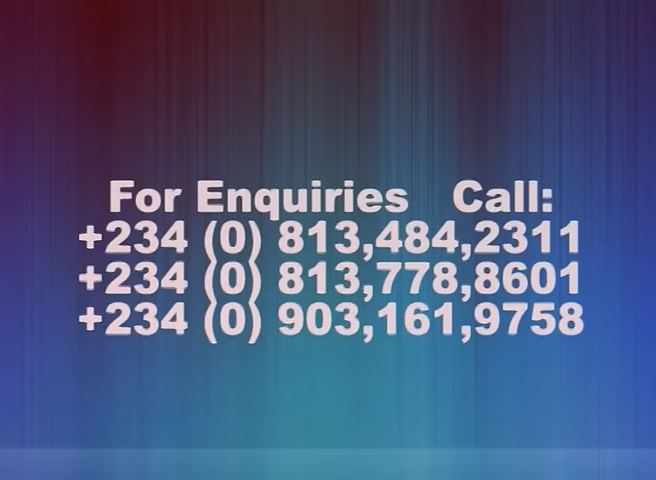 For Enquiries Call:
+234 (0) 813,484,2311
+234 (0) 813,778,8601
+234 (0) 903,161,9758